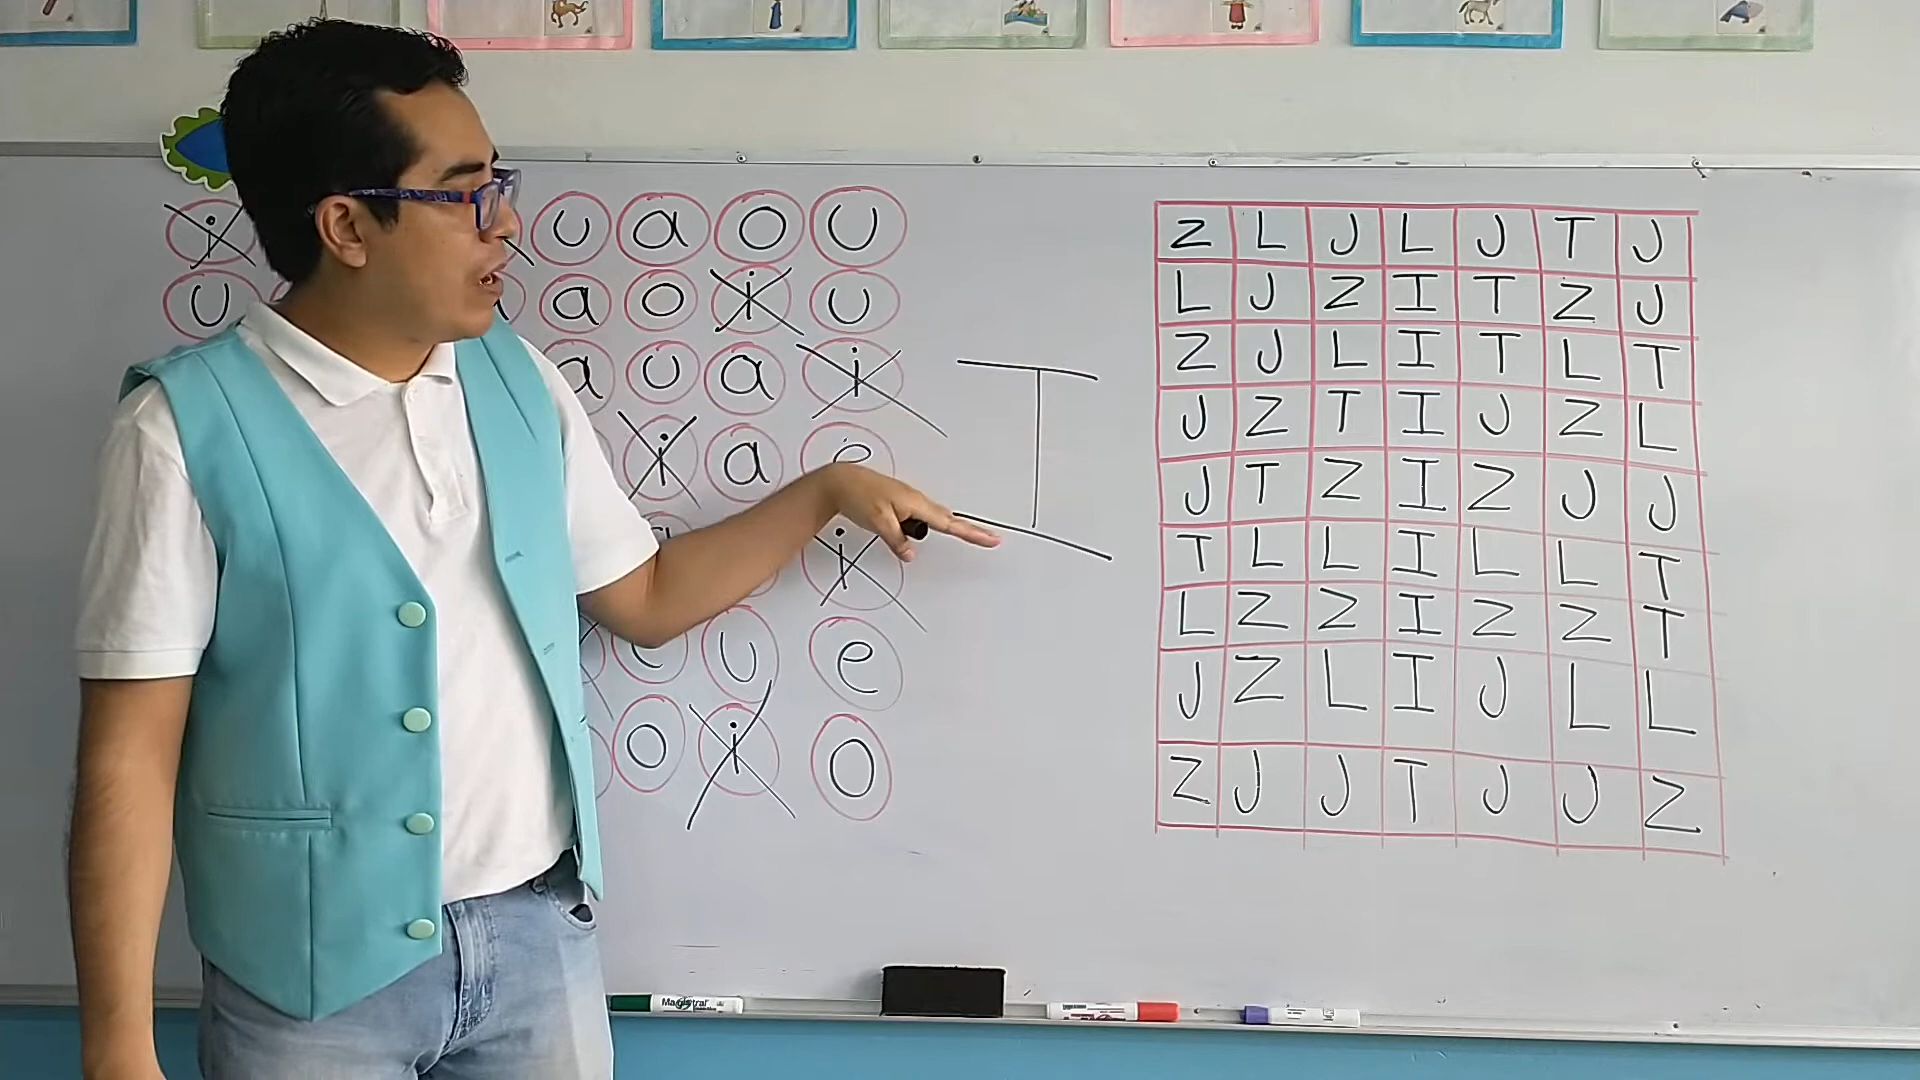 i u a o u
u a o i u
a u a i
i a e
i
u e
o i o
I
Z L J L J T J
L J Z I T Z J
Z J L I T L T
J Z T I J Z L
J T Z I Z J J
T L L I L L T
L Z Z I Z Z T
J Z L I J L L
Z J J T J J Z
Magistral